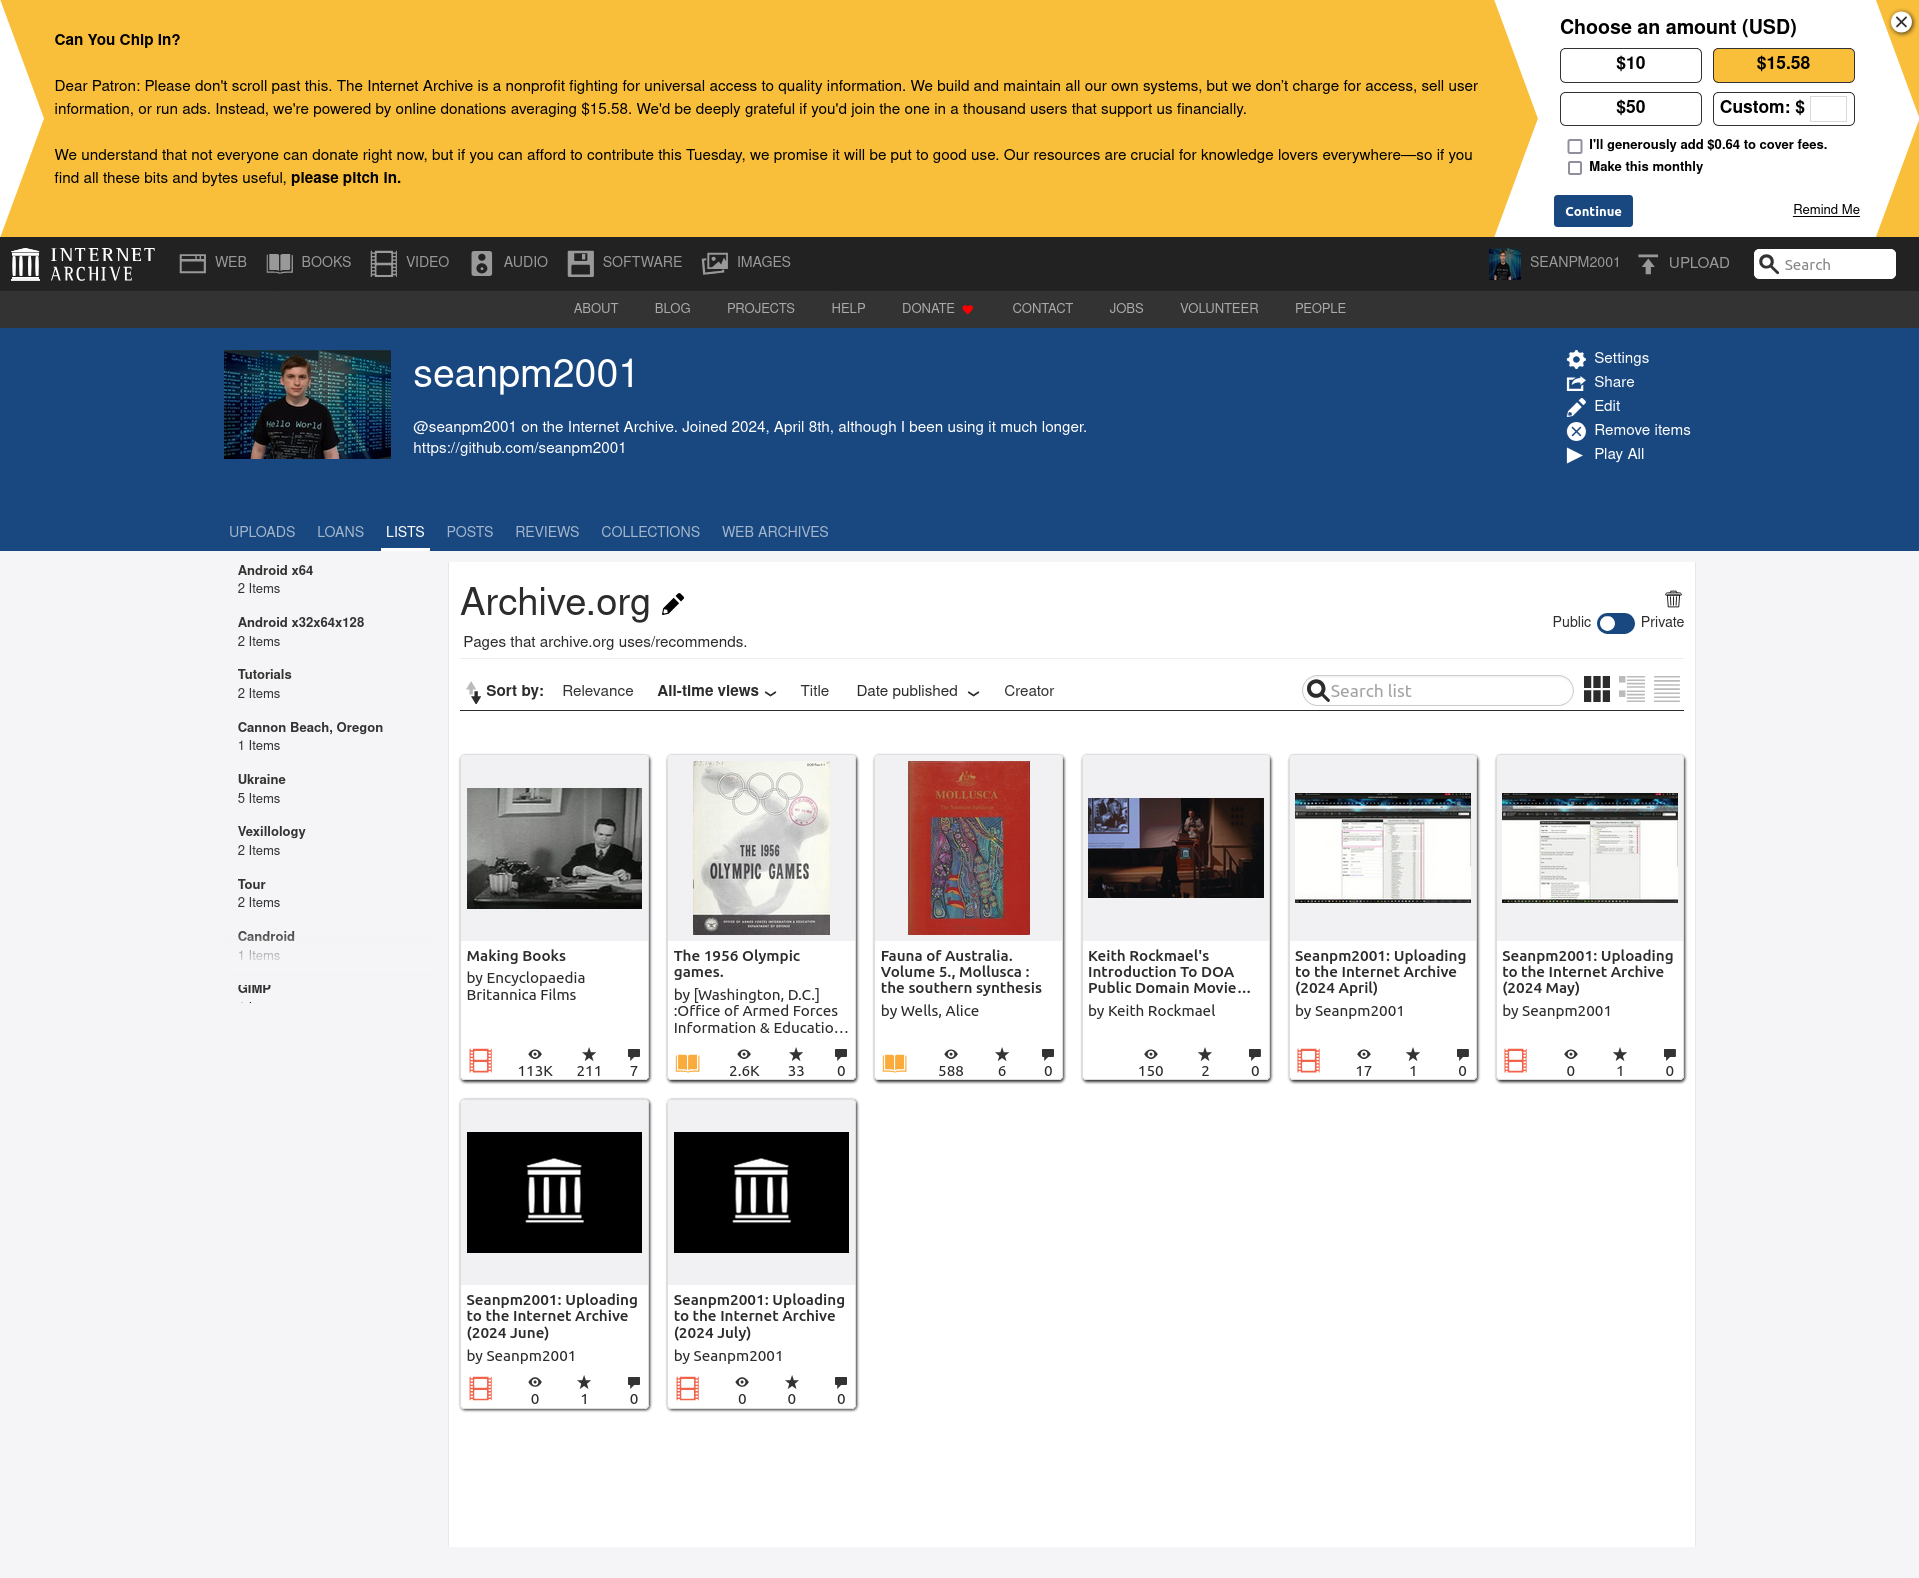 Can You Chip In?
Dear Patron: Please don't scroll past this. The Internet Archive is a nonprofit fighting for universal access to quality information. We build and maintain all our own systems, but we don't charge for access, sell user
information, or run ads. Instead, we're powered by online donations averaging $15.58. We'd be deeply grateful if you'd join the one in a thousand users that support us financially.
We understand that not everyone can donate right now, but if you can afford to contribute this Tuesday, we promise it will be put to good use. Our resources are crucial for knowledge lovers everywhere—so if you
find all these bits and bytes useful, please pitch in.
Choose an amount (USD)
$10 $15.58
$50 Custom: $
I'll generously add $0.64 to cover fees.
Make this monthly
Continue Remind Me
INTERNET
ARCHIVE
WEB BOOKS VIDEO AUDIO SOFTWARE IMAGES SEANPM2001 UPLOAD Search
ABOUT BLOG PROJECTS HELP DONATE CONTACT JOBS VOLUNTEER PEOPLE
seanpm2001
@seanpm2001 on the Internet Archive. Joined 2024, April 8th, although I been using it much longer.
https://github.com/seanpm2001
Hello World
Settings
Share
Edit
Remove items
Play All
UPLOADS LOANS LISTS POSTS REVIEWS COLLECTIONS WEB ARCHIVES
Android x64
2 Items
Android x32x64x128
2 Items
Tutorials
2 Items
Cannon Beach, Oregon
1 Items
Ukraine
5 Items
Vexillology
2 Items
Tour
2 Items
Candroid
1 Items
GIMP
Archive.org
Pages that archive.org uses/recommends.
Public Private
Sort by: Relevance All-time views Title Date published Creator
Search list
Making Books
by Encyclopaedia
Britannica Films
113K 211 7
THE 1956
OLYMPIC GAMES
OFFICE OF ARMED FORCES INFORMATION & EDUCATION
DEPARTMENT OF DEFENSE
The 1956 Olympic
games.
by [Washington, D.C.]
:Office of Armed Forces
Information & Educatio...
2.6K 33 0
MOLLUSCA
The Southern Synthesis
Fauna of Australia.
Volume 5., Mollusca :
the southern synthesis
by Wells, Alice
588 6 0
Keith Rockmael's
Introduction To DOA
Public Domain Movie...
by Keith Rockmael
150 2 0
Seanpm2001: Uploading
to the Internet Archive
(2024 April)
by Seanpm2001
17 1 0
Seanpm2001: Uploading
to the Internet Archive
(2024 May)
by Seanpm2001
0 1 0
Seanpm2001: Uploading
to the Internet Archive
(2024 June)
by Seanpm2001
0 1 0
Seanpm2001: Uploading
to the Internet Archive
(2024 July)
by Seanpm2001
0 0 0